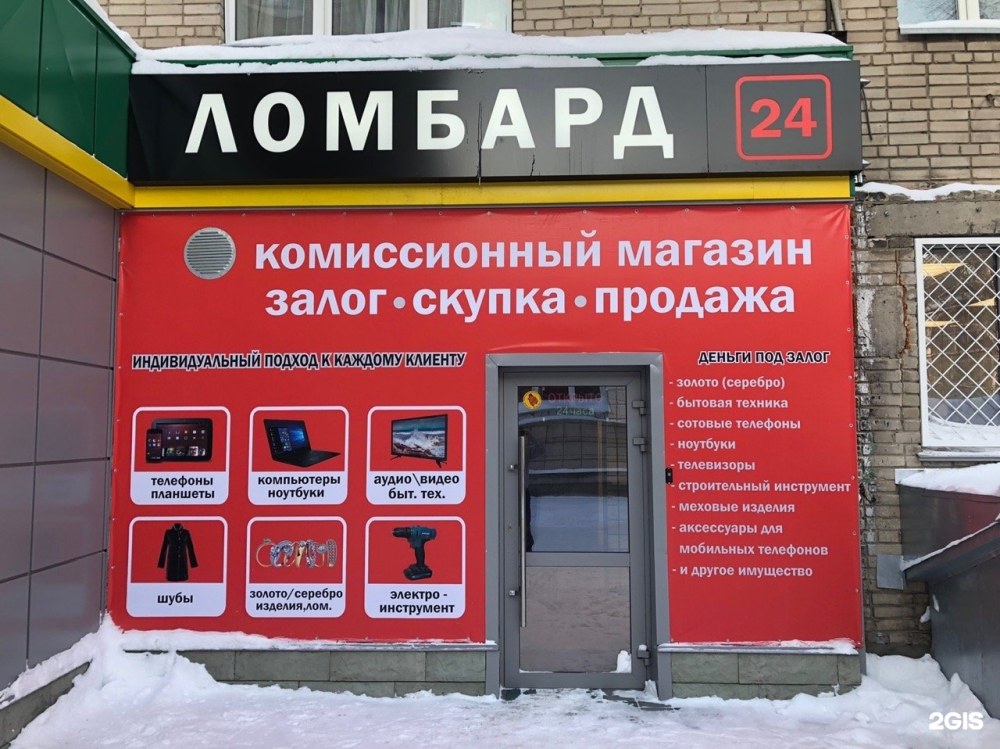 ЛОМБАРД 24
комиссионный магазин
залог • скупка • продажа
ИНДИВИДУАЛЬНЫЙ ПОДХОД К КАЖДОМУ КЛИЕНТУ
телефоны
планшеты
компьютеры
ноутбуки
аудио\видео
быт. тех.
шубы
золото/серебро
изделия,лом.
электро -
инструмент
ДЕНЬГИ ПОД ЗАЛОГ
- золото (серебро)
- бытовая техника
- сотовые телефоны
- ноутбуки
- телевизоры
- строительный инструмент
- меховые изделия
- аксессуары для
мобильных телефонов
- и другое имущество
2GIS